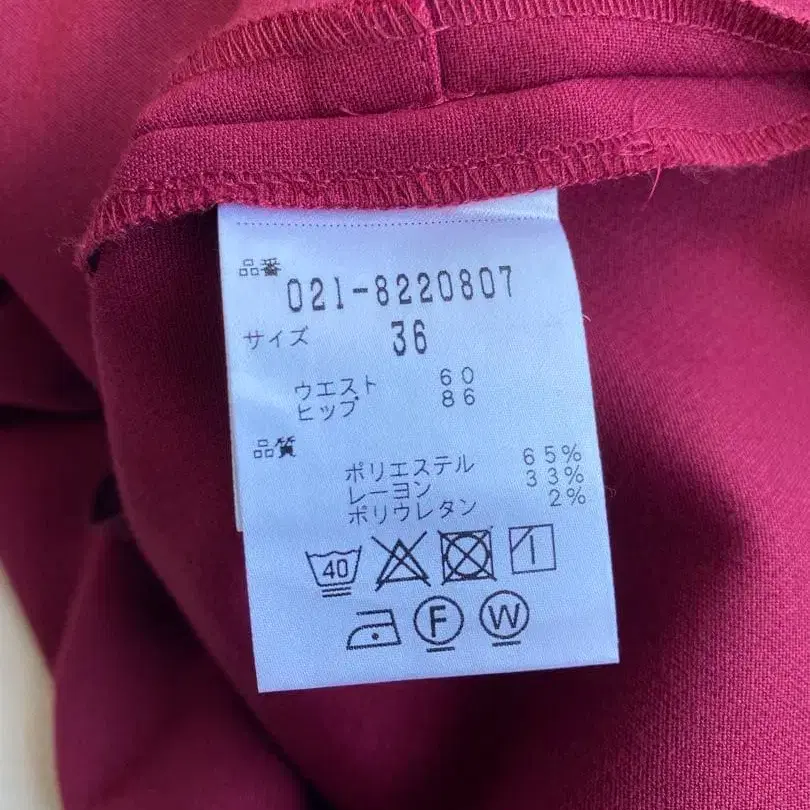 品番
021-8220807
サイズ 36
ウエスト 60
ヒップ 86
品質
ポリエステル 65%
レーヨン 33%
ポリウレタン 2%
40
F W